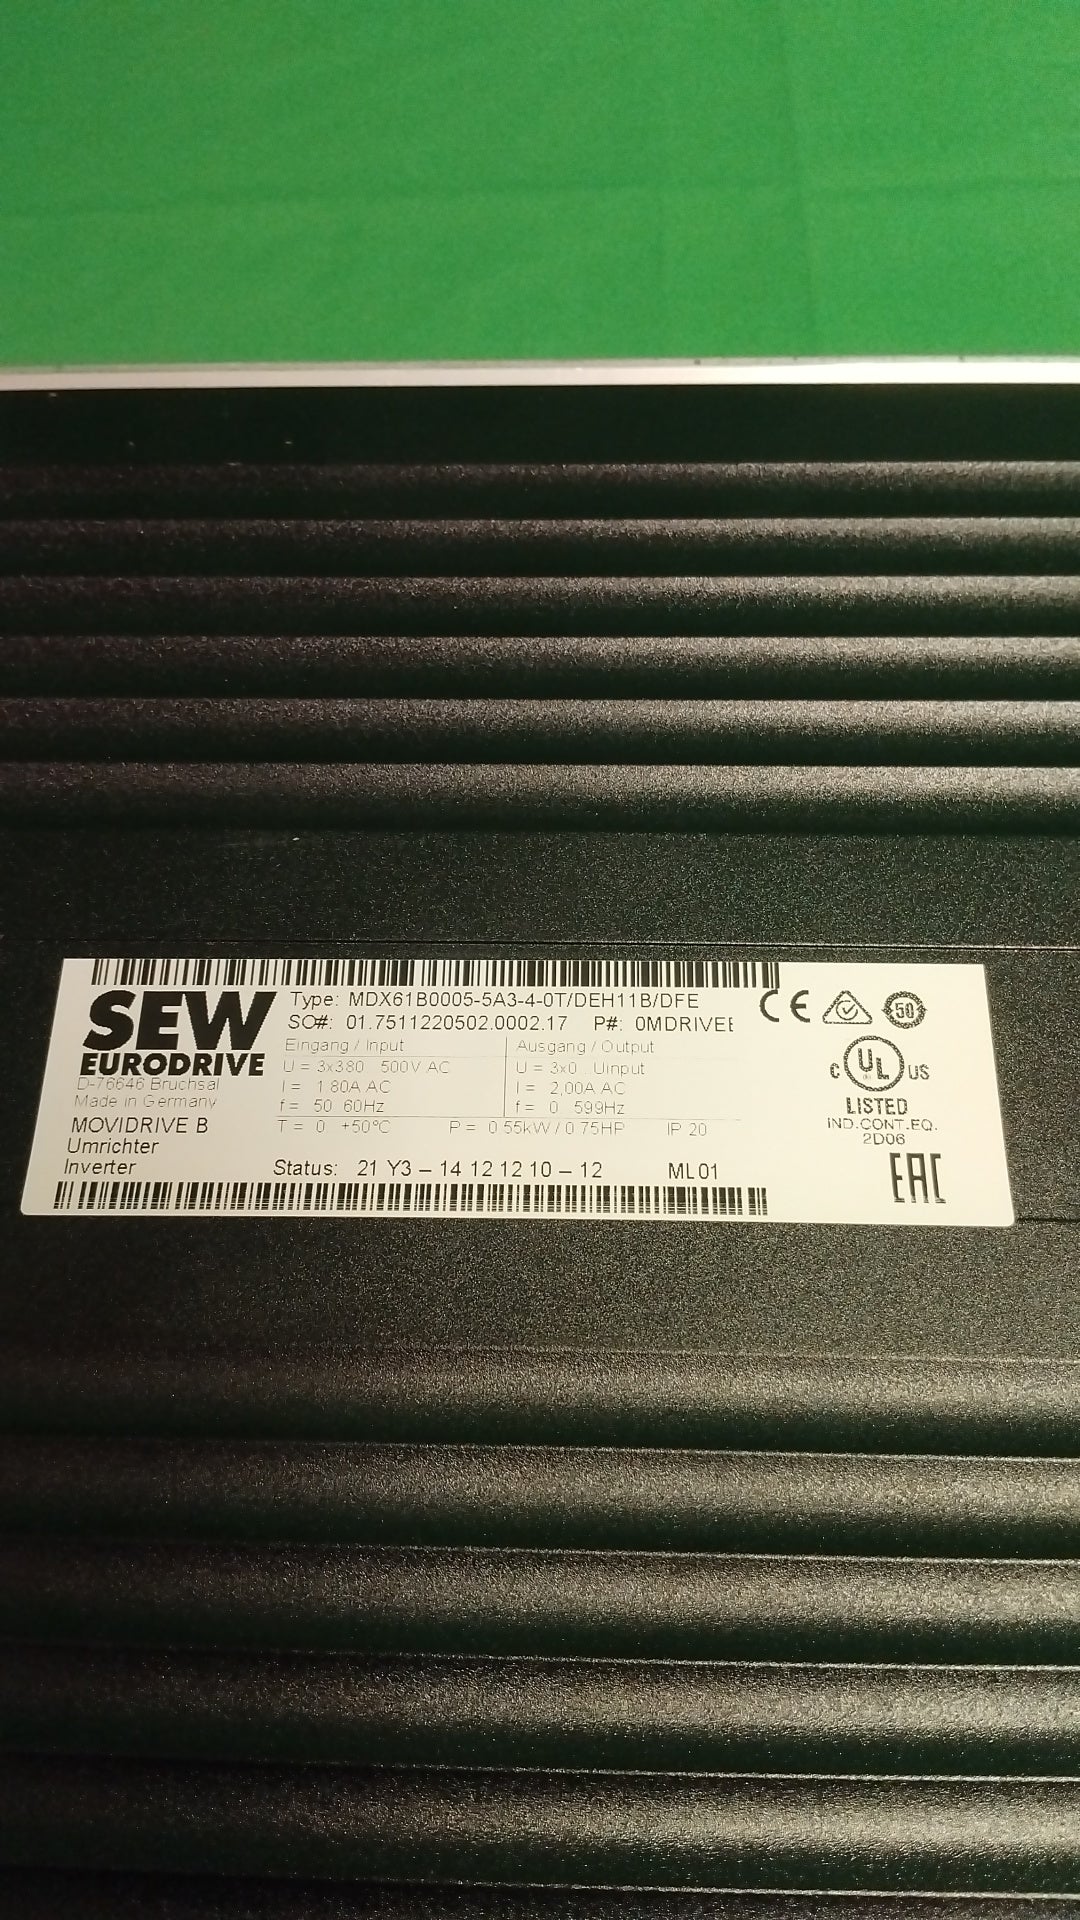 SEW
EURODRIVE
D-76646 Bruchsal
Made in Germany
MOVIDRIVE B
Umrichter
Inverter
Type: MDX61B0005-5A3-4-0T/DEH11B/DFE
SO#: 01.7511220502.0002.17 P#: 0MDRIVEE
Eingang / Input
U = 3x380...500V AC
I = 1.80A AC
f = 50...60Hz
Ausgang / Output
U = 3x0...Uinput
I = 2,00A AC
f = 0...599Hz
T = 0...+50°C P = 0.55kW / 0.75HP IP 20
Status: 21 Y3 – 14 12 12 10 – 12 ML01
CE
50
c UL US
LISTED
IND.CONT.EQ.
2D06
EAC